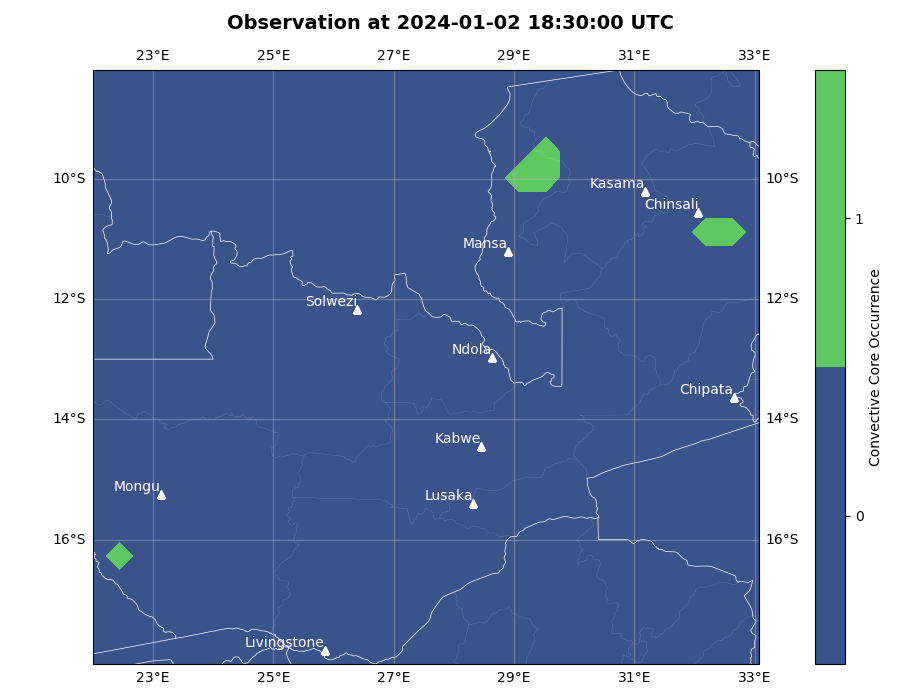 Observation at 2024-01-02 18:30:00 UTC
23°E 25°E 27°E 29°E 31°E 33°E
10°S 10°S
Kasama
Chinsali
1
Mansa
12°S 12°S
Solwezi
Ndola
Chipata
14°S 14°S
Kabwe
Mongu
Lusaka
0
16°S 16°S
Livingstone
23°E 25°E 27°E 29°E 31°E 33°E
Convective Core Occurrence